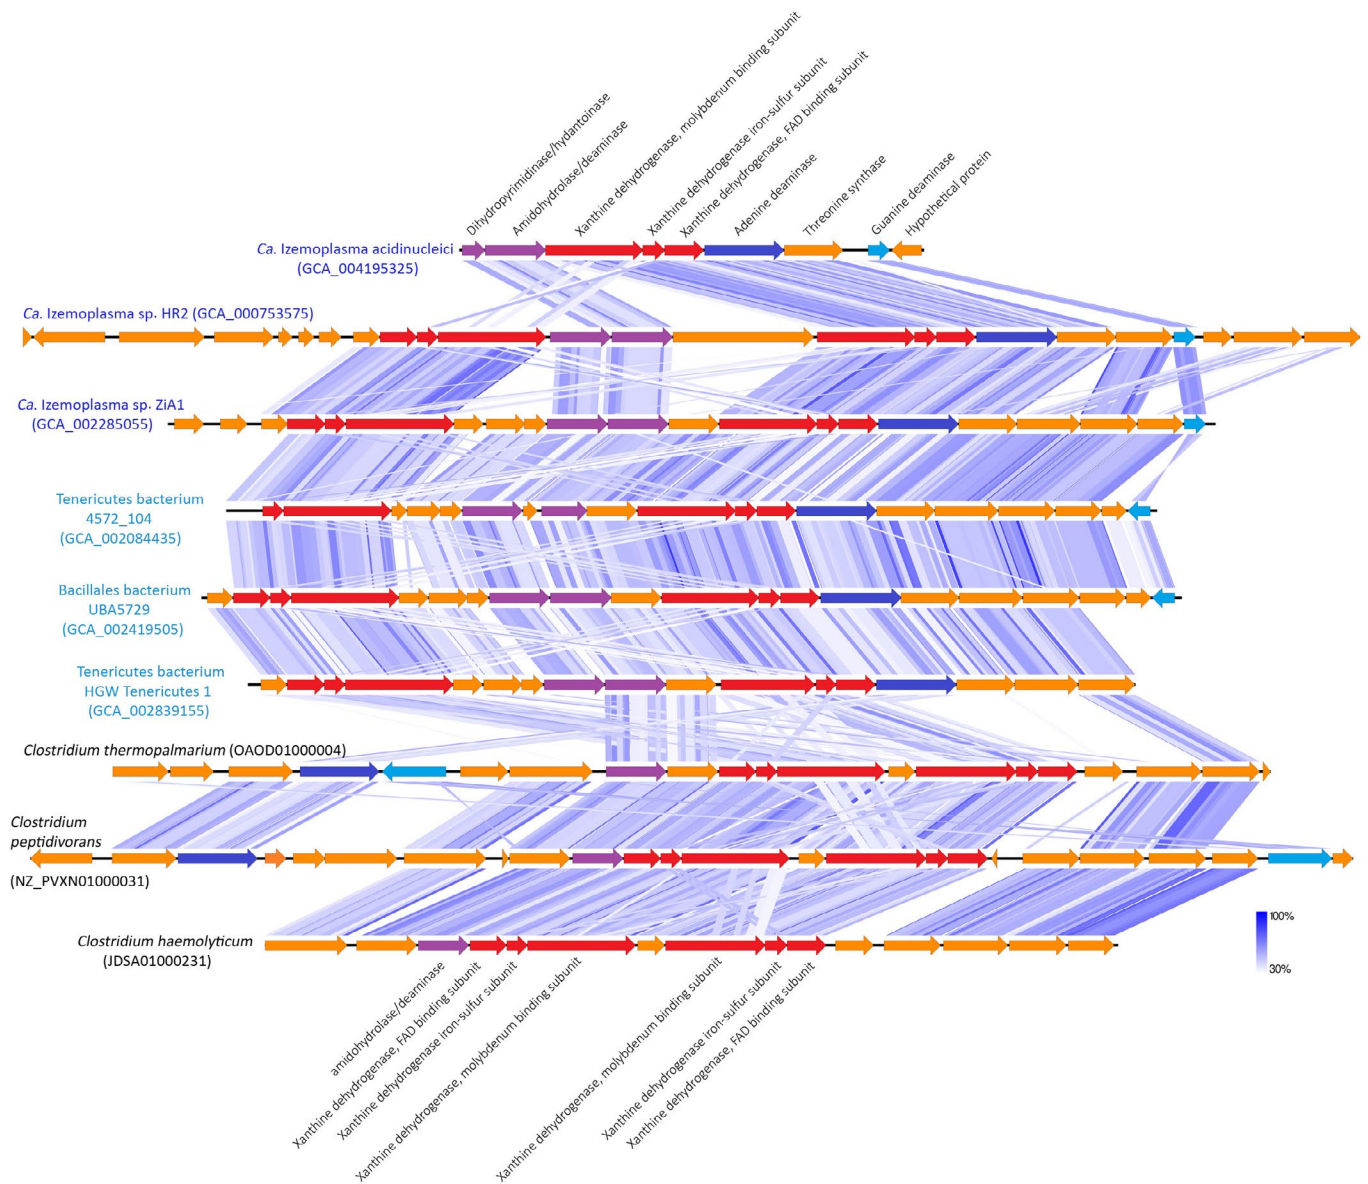 Dihydropyrimidinase/hydantoinase
Amidohydrolase/deaminase
Xanthine dehydrogenase, molybdenum binding subunit
Xanthine dehydrogenase iron-sulfur subunit
Xanthine dehydrogenase, FAD binding subunit
Adenine deaminase
Threonine synthase
Guanine deaminase
Hypothetical protein
Ca. Izemoplasma acidinucleici
(GCA_004195325)
Ca. Izemoplasma sp. HR2 (GCA_000753575)
Ca. Izemoplasma sp. ZiA1
(GCA_002285055)
Tenericutes bacterium
4572_104
(GCA_002084435)
Bacillales bacterium
UBA5729
(GCA_002419505)
Tenericutes bacterium
HGW Tenericutes 1
(GCA_002839155)
Clostridium thermopalmarium (OAOD01000004)
Clostridium
peptidivorans
(NZ_PVXN01000031)
Clostridium haemolyticum
(JDSA01000231)
100%
30%
amidohydrolase/deaminase
Xanthine dehydrogenase, FAD binding subunit
Xanthine dehydrogenase iron-sulfur subunit
Xanthine dehydrogenase, molybdenum binding subunit
Xanthine dehydrogenase, molybdenum binding subunit
Xanthine dehydrogenase iron-sulfur subunit
Xanthine dehydrogenase, FAD binding subunit